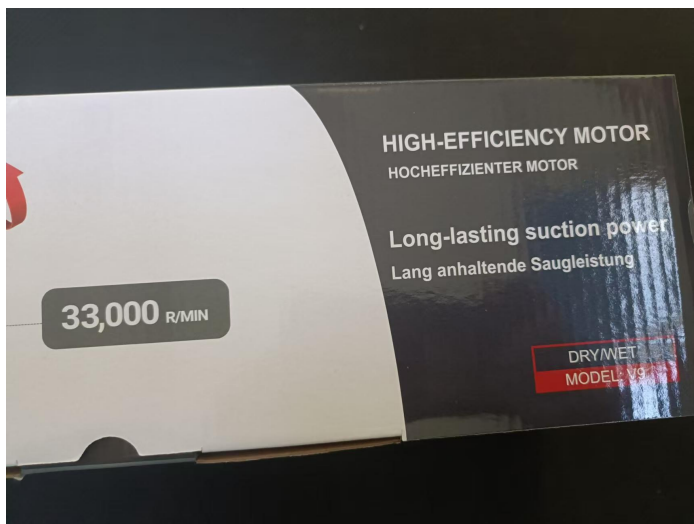 HIGH-EFFICIENCY MOTOR
HOCHEFFIZIENTER MOTOR
Long-lasting suction power
Lang anhaltende Saugleistung
33,000 R/MIN
DRY/WET
MODEL: V9